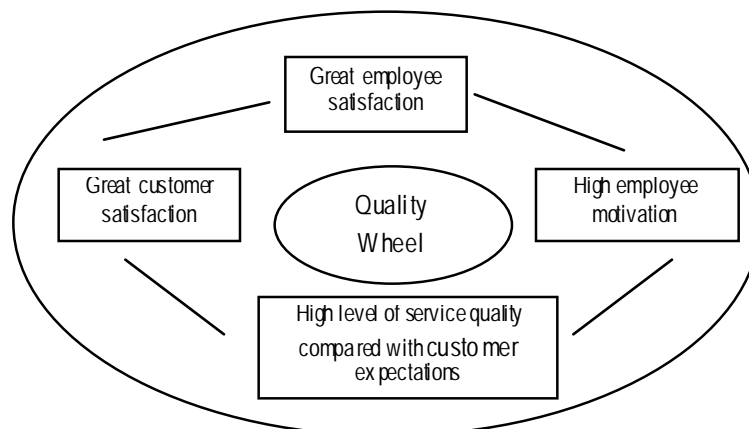 Great employee
satisfaction
Great customer
satisfaction
Quality
Wheel
High employee
motivation
High level of service quality
compared with customer
expectations